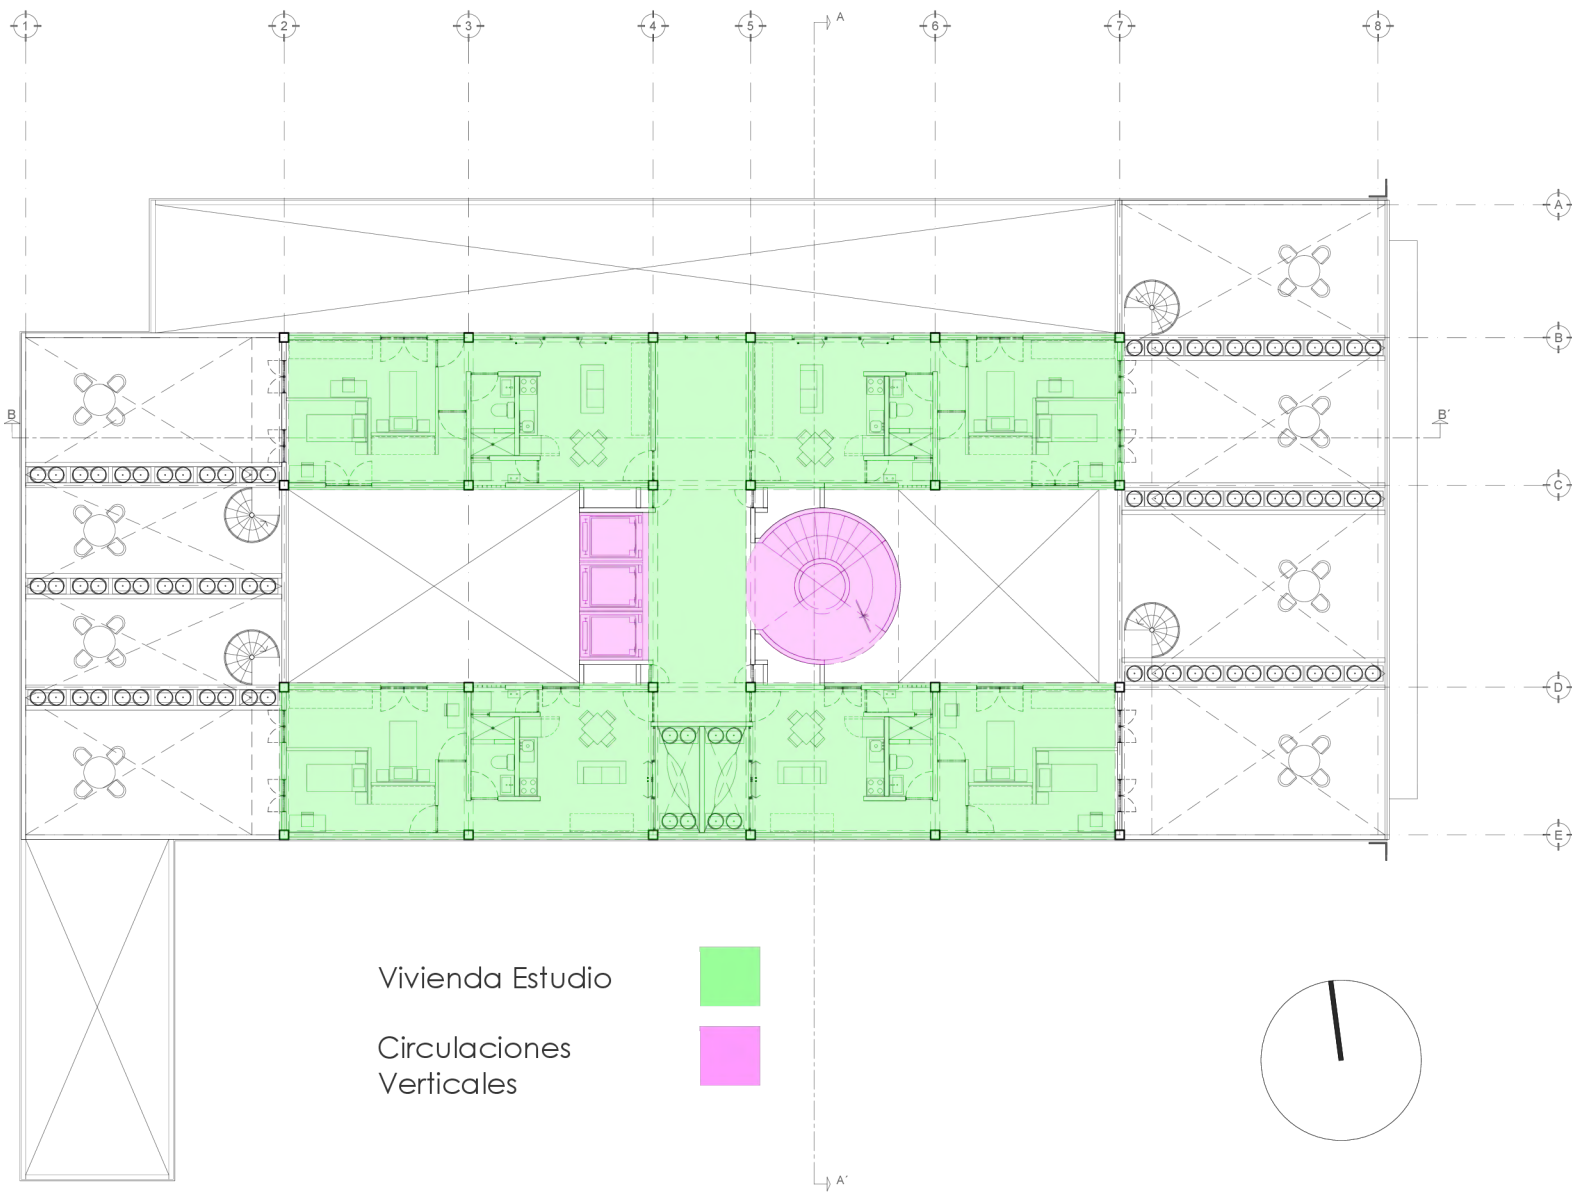 1 2 3 4 5 6 7 8
A
A
B
B
B´
C
D
E
Vivienda Estudio
Circulaciones
Verticales
A´